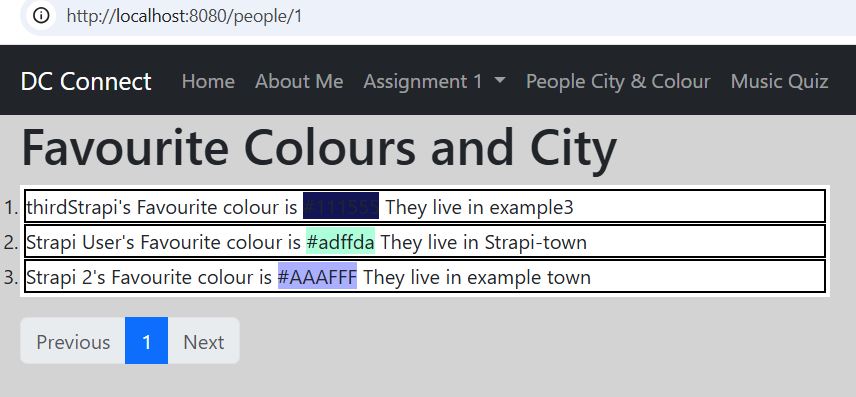 http://localhost:8080/people/1
DC Connect Home About Me Assignment 1 People City & Colour Music Quiz
Favourite Colours and City
1. thirdStrapi's Favourite colour is #111555 They live in example3
2. Strapi User's Favourite colour is #adffda They live in Strapi-town
3. Strapi 2's Favourite colour is #AAAFFF They live in example town
Previous 1 Next